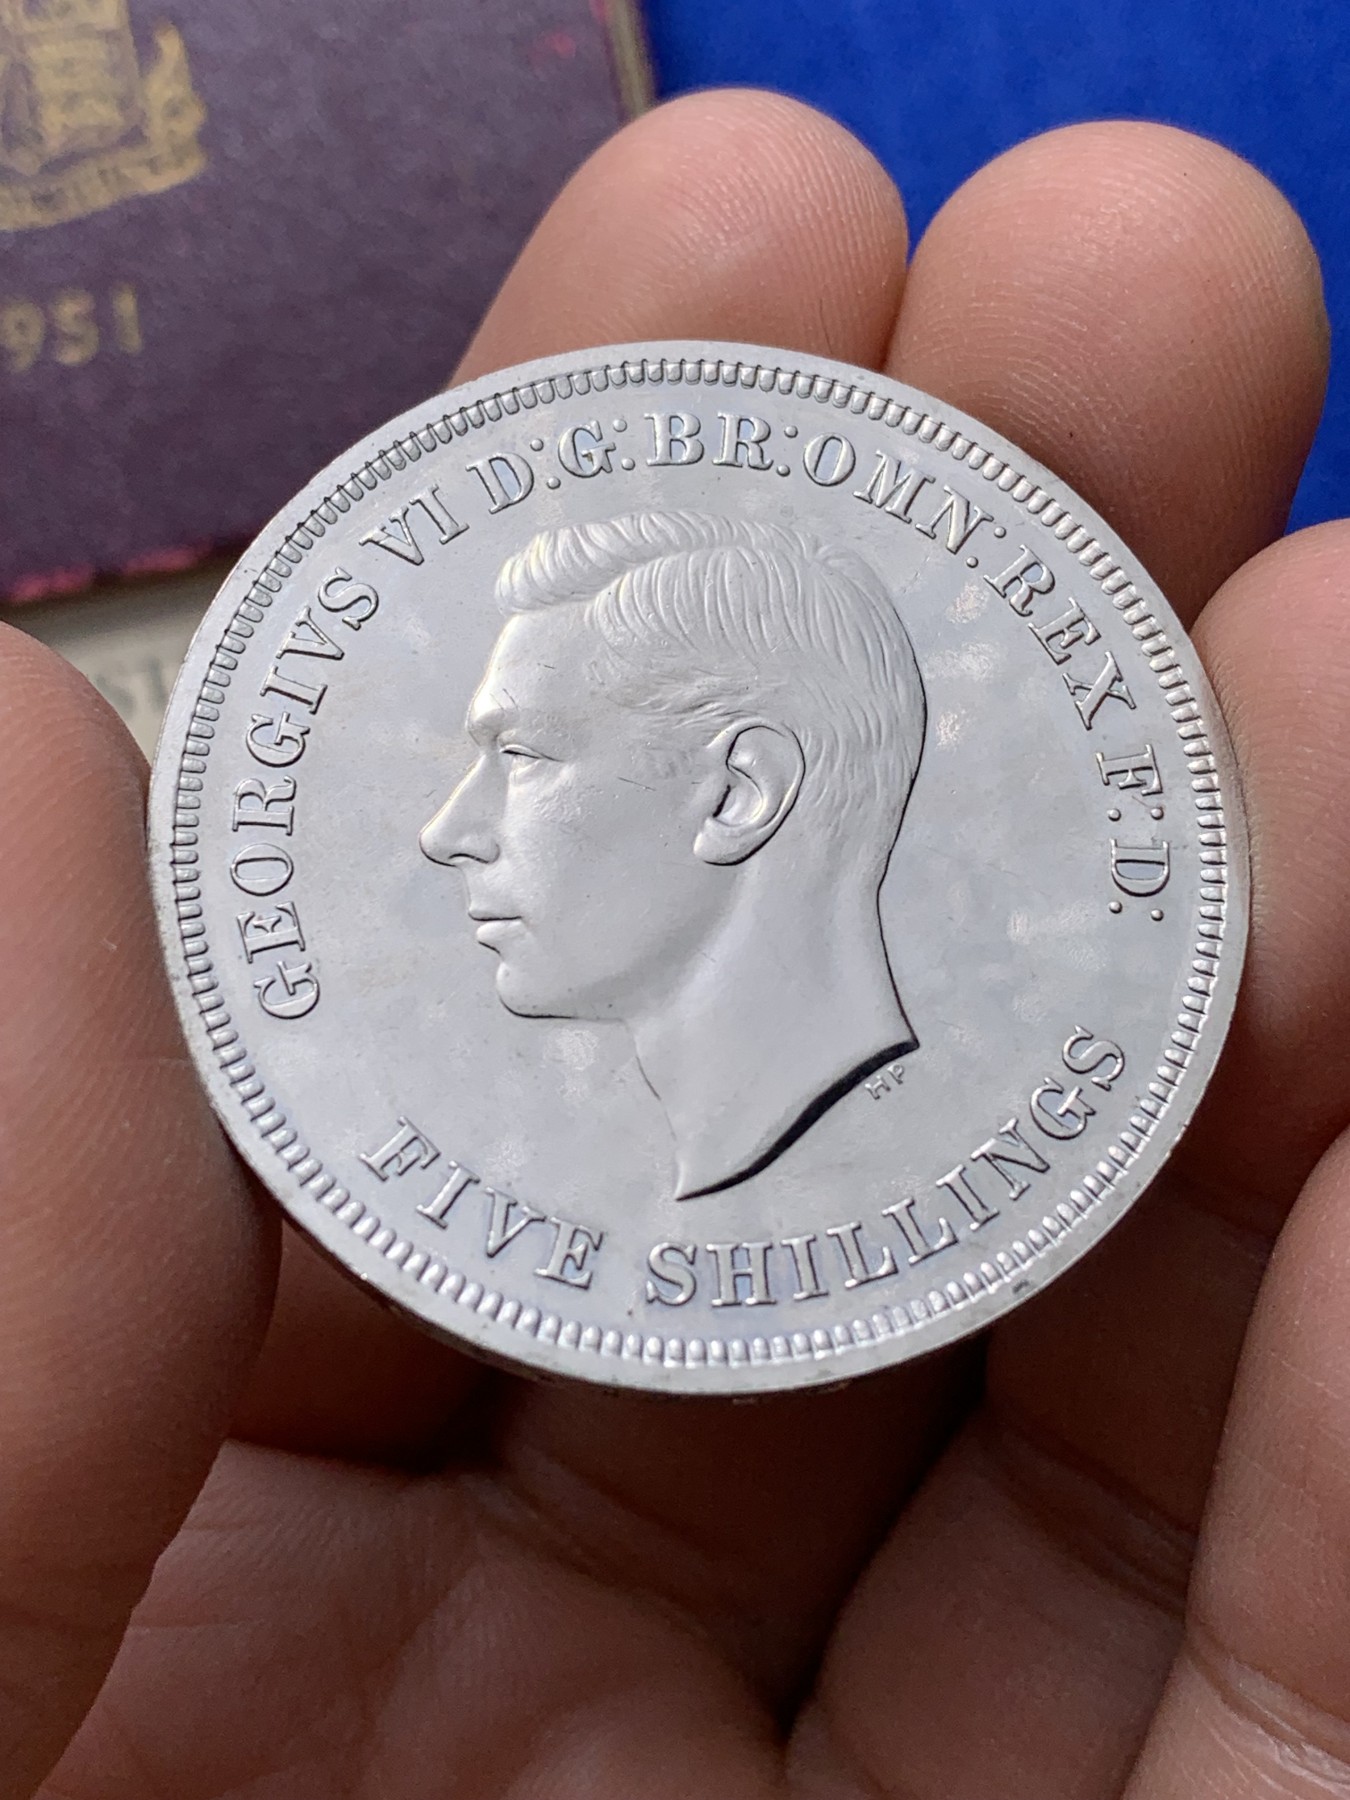 951
GEORGIVS VI D:G:BR:OMN:REX F:D:
HP
FIVE SHILLINGS